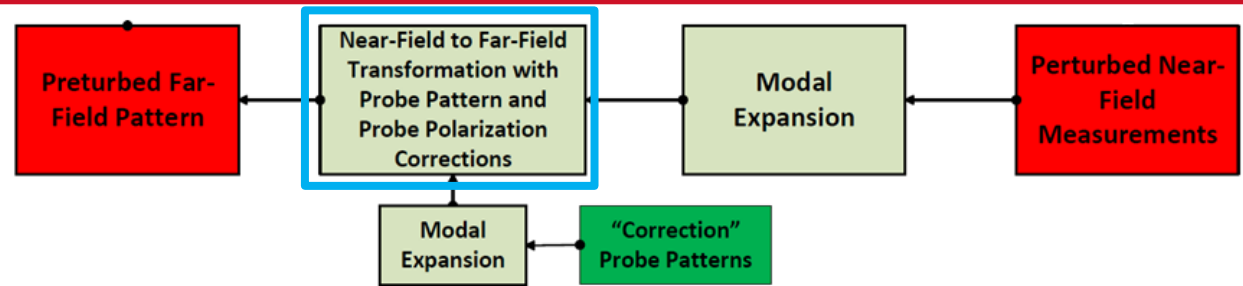 Preturbed Far-
Field Pattern
Near-Field to Far-Field
Transformation with
Probe Pattern and
Probe Polarization
Corrections
Modal
Expansion
Perturbed Near-
Field
Measurements
Modal
Expansion
“Correction”
Probe Patterns